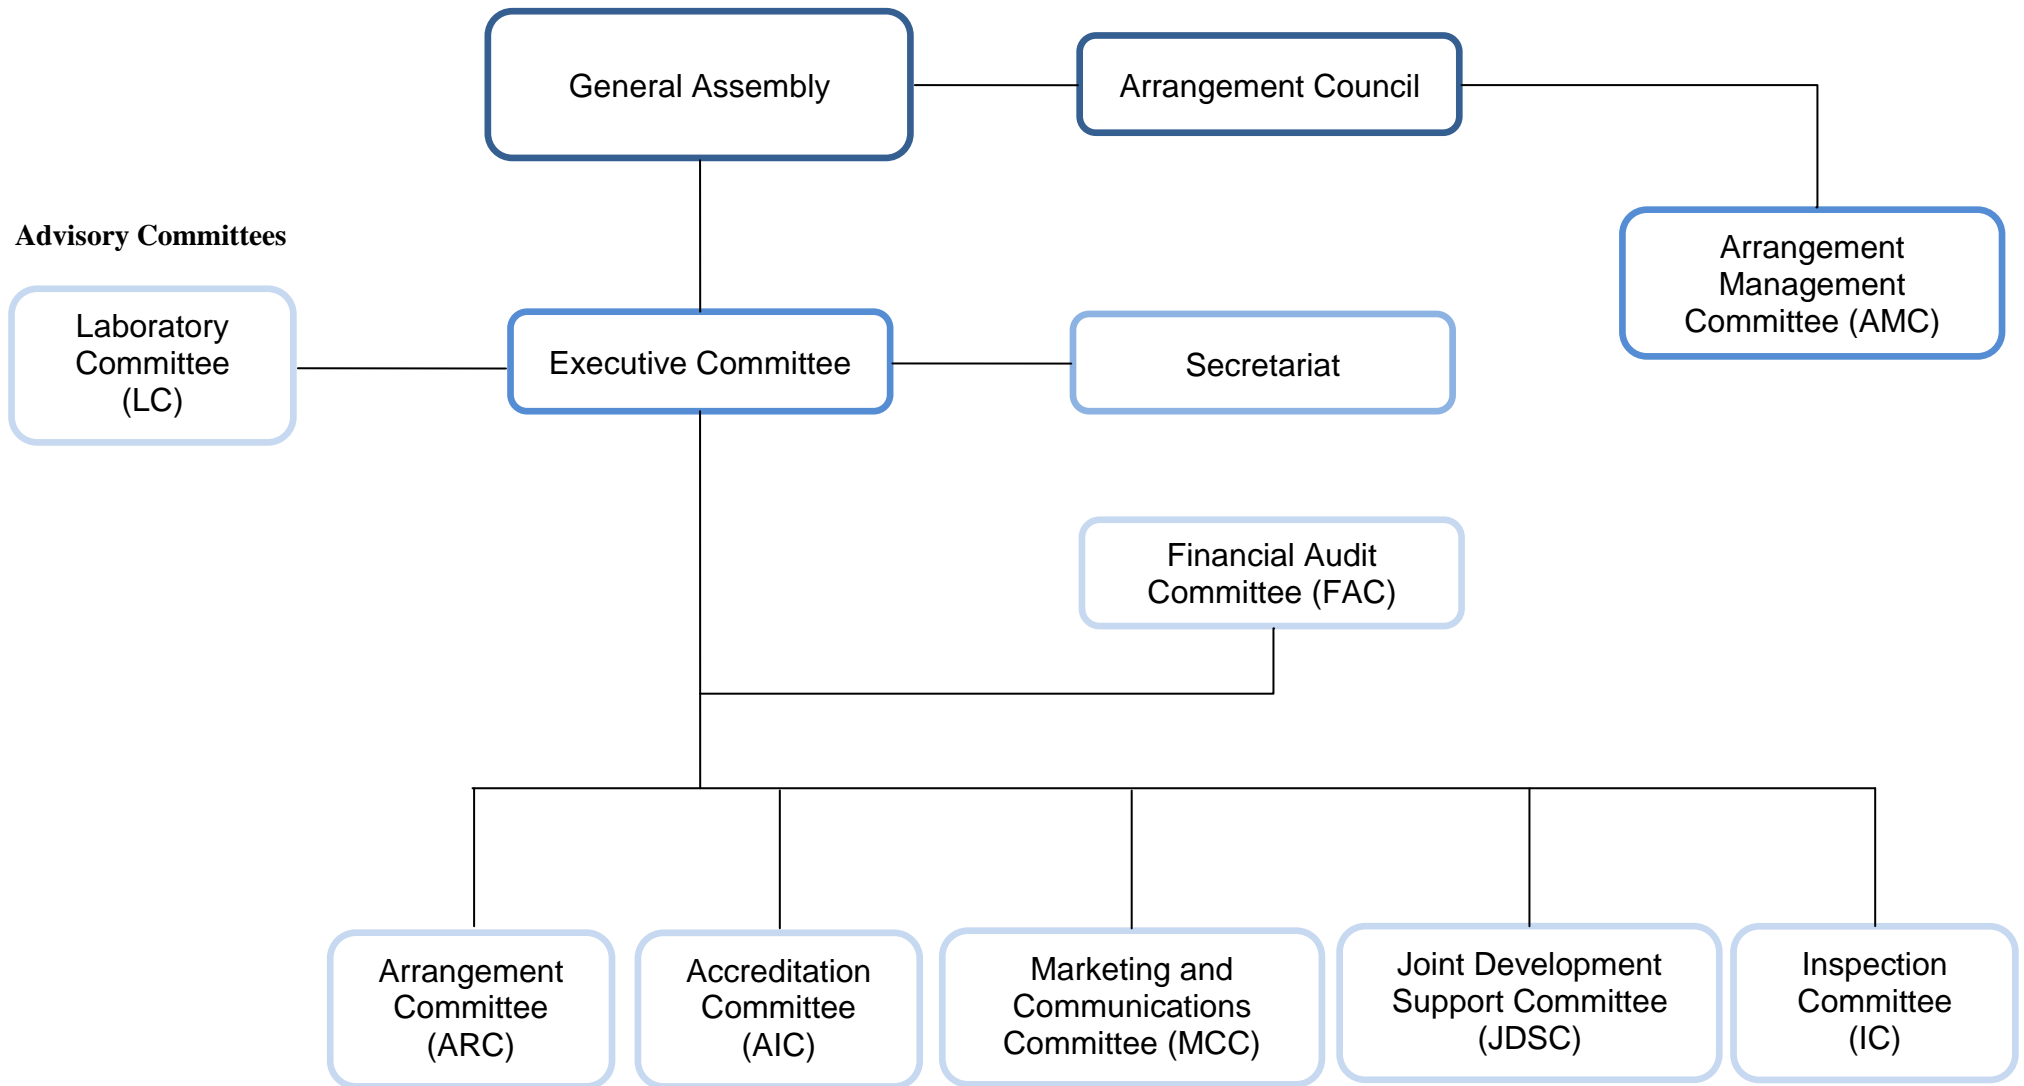 General Assembly
Arrangement Council
Advisory Committees
Arrangement
Management
Committee (AMC)
Laboratory
Committee
(LC)
Executive Committee
Secretariat
Financial Audit
Committee (FAC)
Arrangement
Committee
(ARC)
Accreditation
Committee
(AIC)
Marketing and
Communications
Committee (MCC)
Joint Development
Support Committee
(JDSC)
Inspection
Committee
(IC)